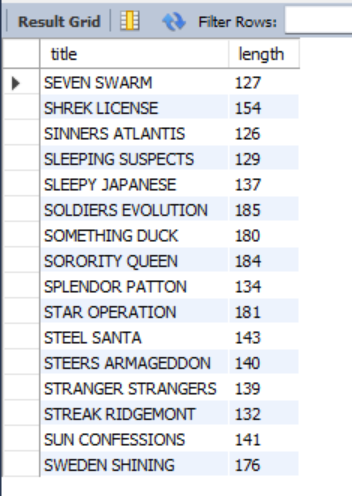 Result Grid Filter Rows:
title length
SEVEN SWARM 127
SHREK LICENSE 154
SINNERS ATLANTIS 126
SLEEPING SUSPECTS 129
SLEEPY JAPANESE 137
SOLDIERS EVOLUTION 185
SOMETHING DUCK 180
SORORITY QUEEN 184
SPLENDOR PATTON 134
STAR OPERATION 181
STEEL SANTA 143
STEERS ARMAGEDDON 140
STRANGER STRANGERS 139
STREAK RIDGEMONT 132
SUN CONFESSIONS 141
SWEDEN SHINING 176